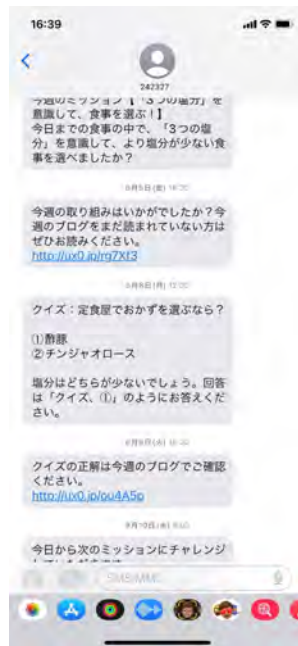 16:39
242327
今週のミッション【「3つの塩分」を
意識して、食事を選ぶ!】
今日までの食事の中で、「3つの塩
分」を意識して、より塩分が少ない食
事を選べましたか?
今週の取り組みはいかがでしたか?今
週のブログをまだ読まれていない方は
ぜひお読みください。
http://ux0.jp/rg7Xf3
クイズ:定食屋でおかずを選ぶなら?
①酢豚
②チンジャオロース
塩分はどちらが少ないでしょう。回答
は「クイズ、①」のようにお答えくだ
さい。
クイズの正解は今週のブログでご確認
ください。
http://ux0.jp/ou4A5p
今日から次のミッションにチャレンジ
SMS/MMS